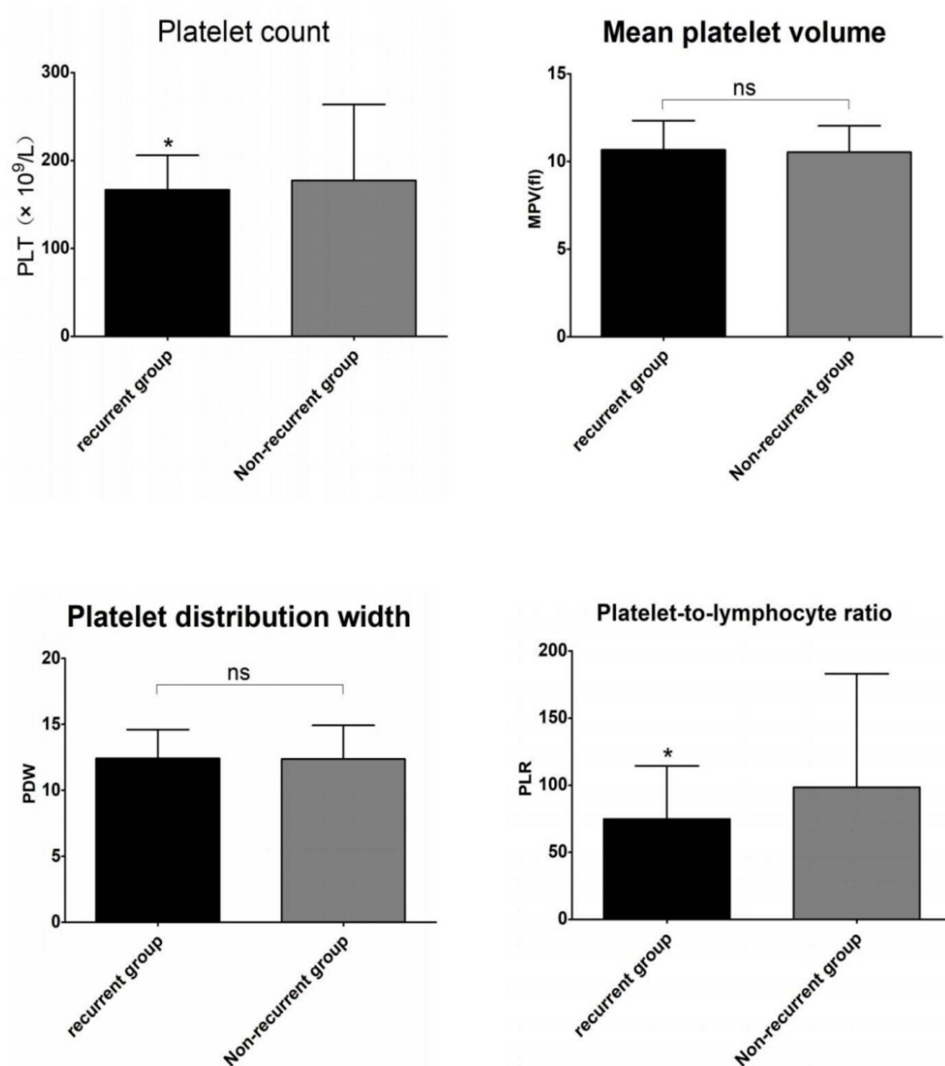 Platelet count
PLT (× 10⁹/L)
300
200
100
0
*
recurrent group
Non-recurrent group
Mean platelet volume
MPV(fl)
15
10
5
0
ns
recurrent group
Non-recurrent group
Platelet distribution width
PDW
20
15
10
5
0
ns
recurrent group
Non-recurrent group
Platelet-to-lymphocyte ratio
PLR
200
150
100
50
0
*
recurrent group
Non-recurrent group